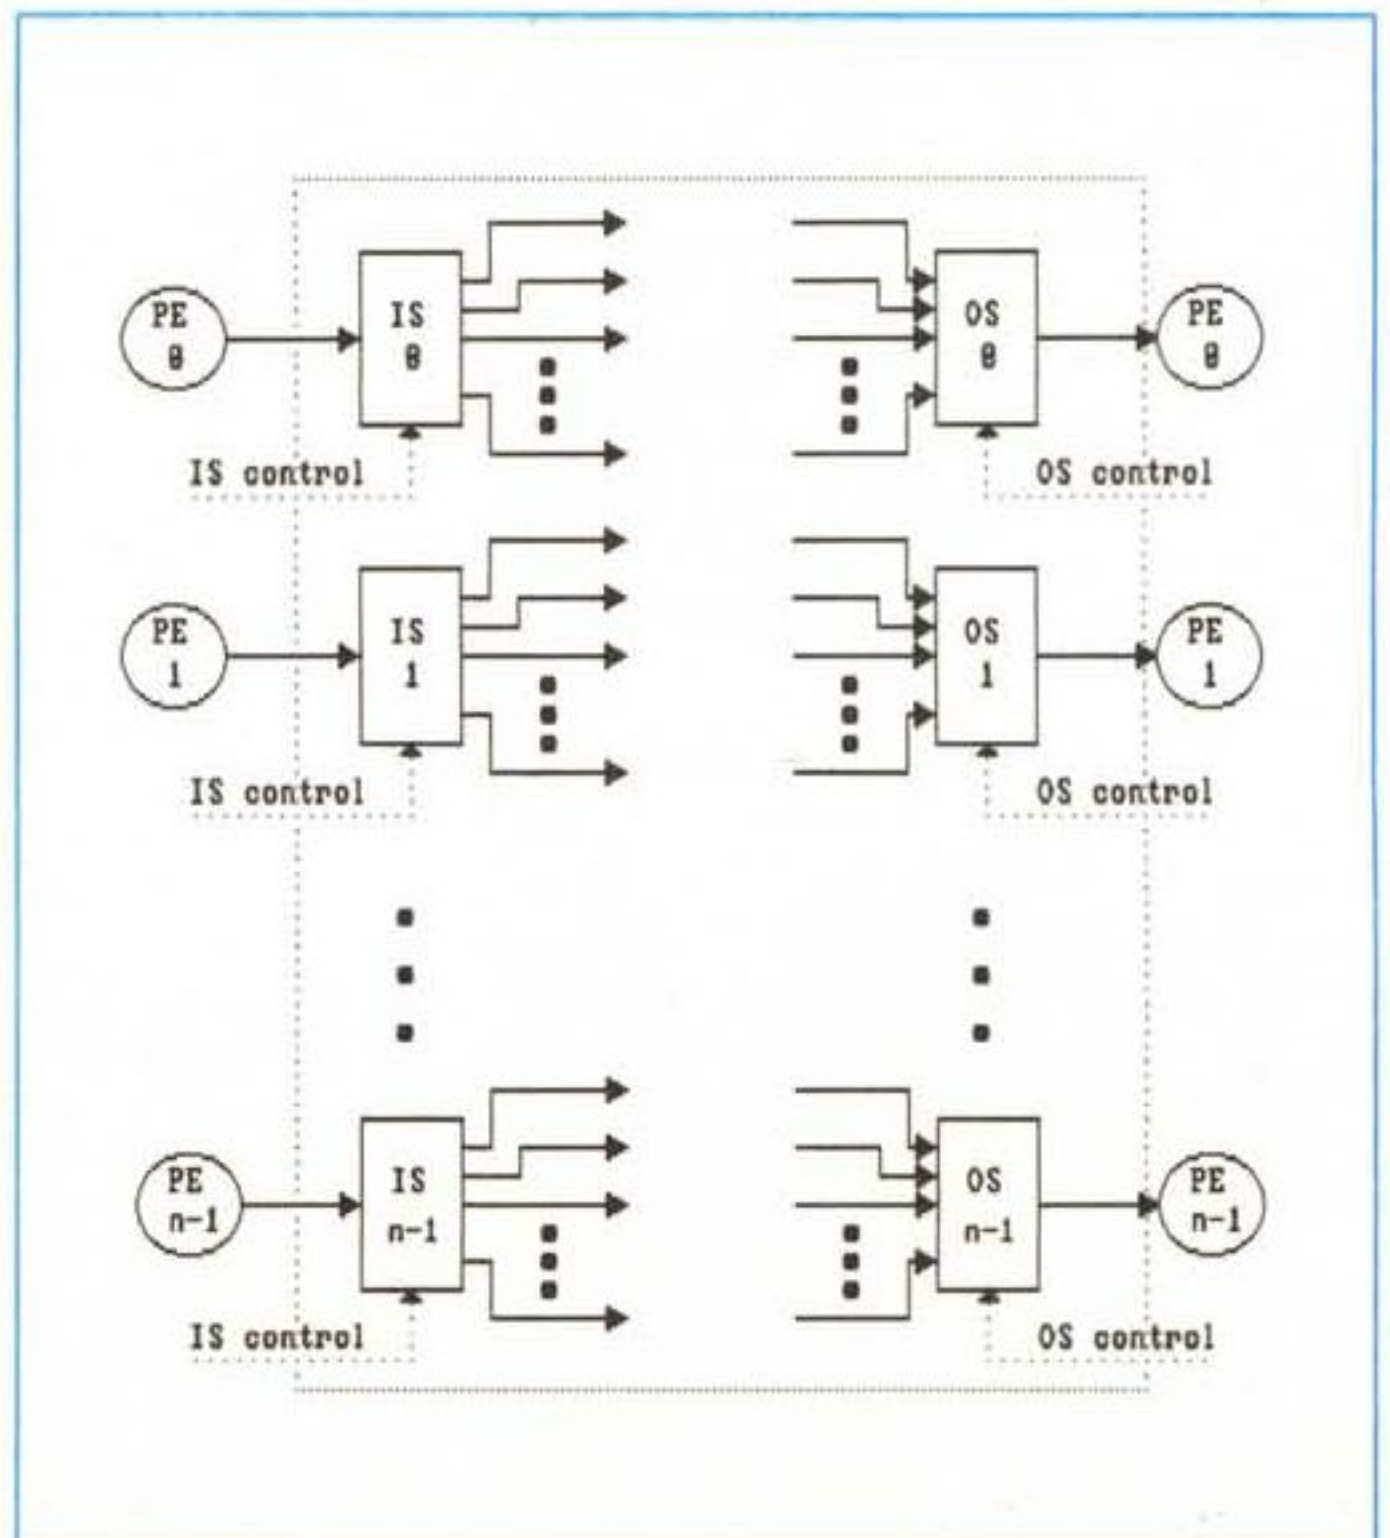 PE
0
IS
0
OS
0
PE
0
IS control
OS control
PE
1
IS
1
OS
1
PE
1
IS control
OS control
PE
n-1
IS
n-1
OS
n-1
PE
n-1
IS control
OS control